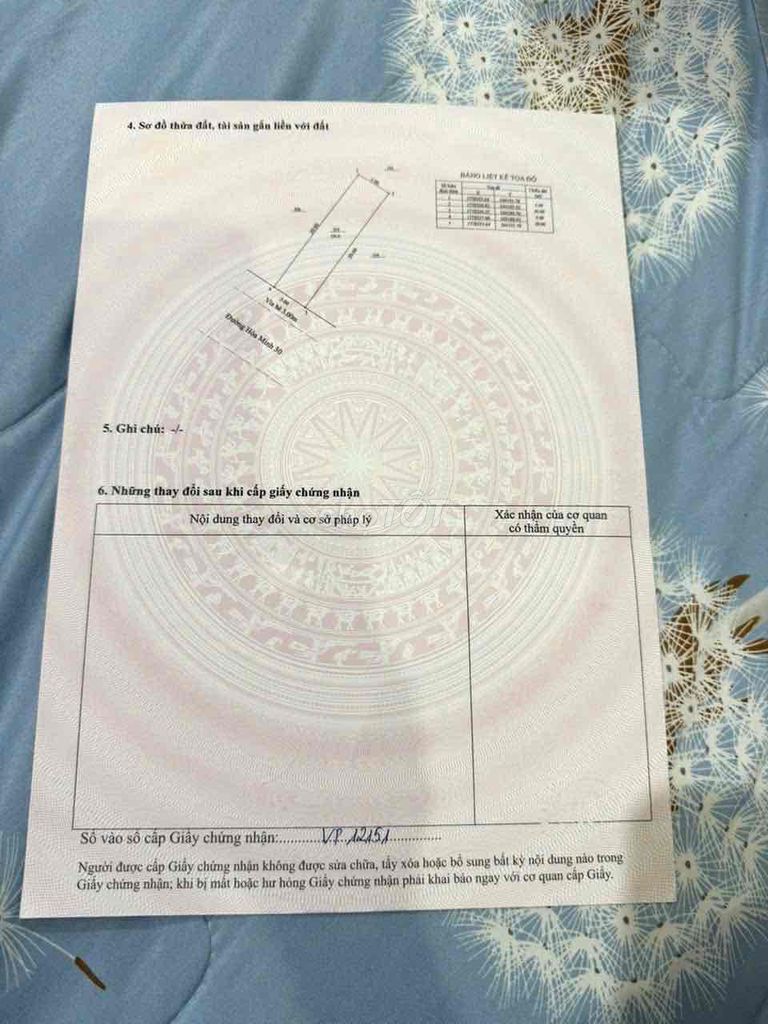 4. Sơ đồ thửa đất, tài sản gắn liền với đất
BẢNG LIỆT KÊ TỌA ĐỘ
Vỉa hè 3.00m
Đường Hòa Minh 30
5. Ghi chú: -/-
6. Những thay đổi sau khi cấp giấy chứng nhận
Nội dung thay đổi và cơ sở pháp lý
Xác nhận của cơ quan
có thẩm quyền
Số vào sổ cấp Giấy chứng nhận:...........VP.12151..............
Người được cấp Giấy chứng nhận không được sửa chữa, tẩy xóa hoặc bổ sung bất kỳ nội dung nào trong
Giấy chứng nhận; khi bị mất hoặc hư hỏng Giấy chứng nhận phải khai báo ngay với cơ quan cấp Giấy.